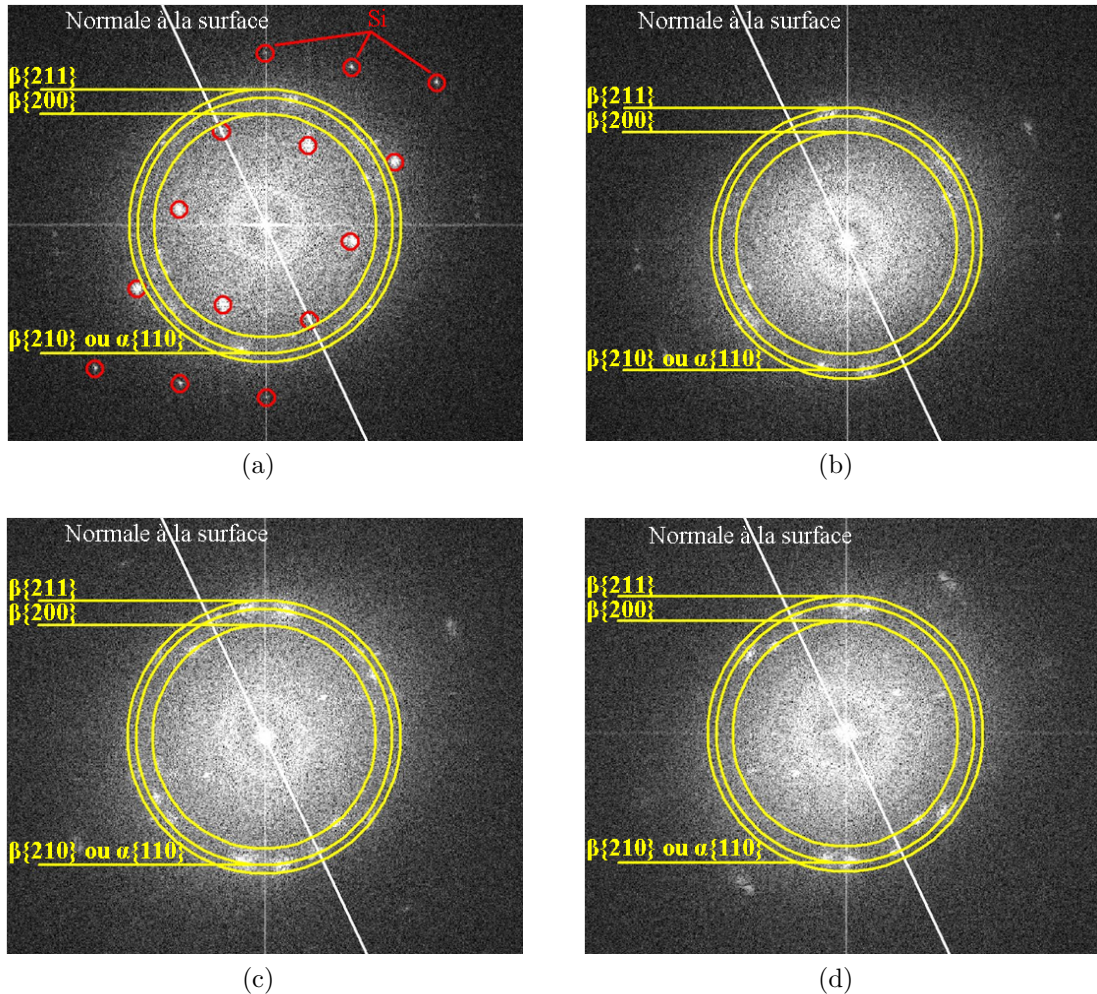 Normale à la surface
Si
β{211}
β{200}
β{210} ou α{110}
(a)
Normale à la surface
β{211}
β{200}
β{210} ou α{110}
(b)
Normale à la surface
β{211}
β{200}
β{210} ou α{110}
(c)
Normale à la surface
β{211}
β{200}
β{210} ou α{110}
(d)